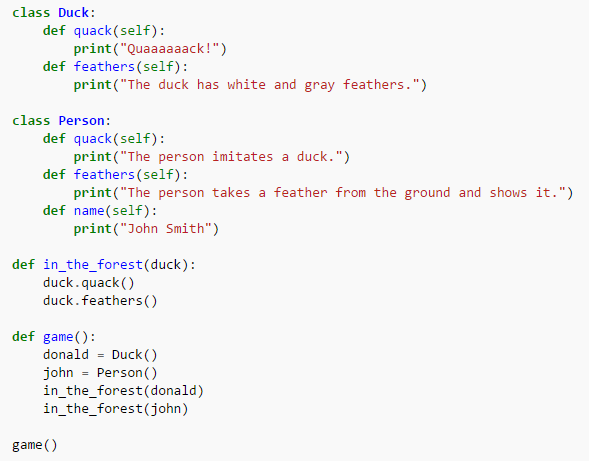 class Duck:
    def quack(self):
        print("Quaaaaaack!")
    def feathers(self):
        print("The duck has white and gray feathers.")

class Person:
    def quack(self):
        print("The person imitates a duck.")
    def feathers(self):
        print("The person takes a feather from the ground and shows it.")
    def name(self):
        print("John Smith")

def in_the_forest(duck):
    duck.quack()
    duck.feathers()

def game():
    donald = Duck()
    john = Person()
    in_the_forest(donald)
    in_the_forest(john)

game()